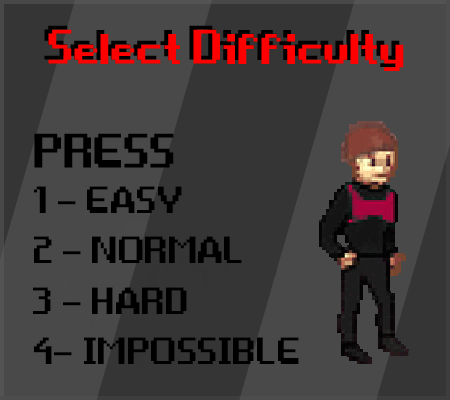 Select Difficulty
PRESS
1 - EASY
2 - NORMAL
3 - HARD
4- IMPOSSIBLE